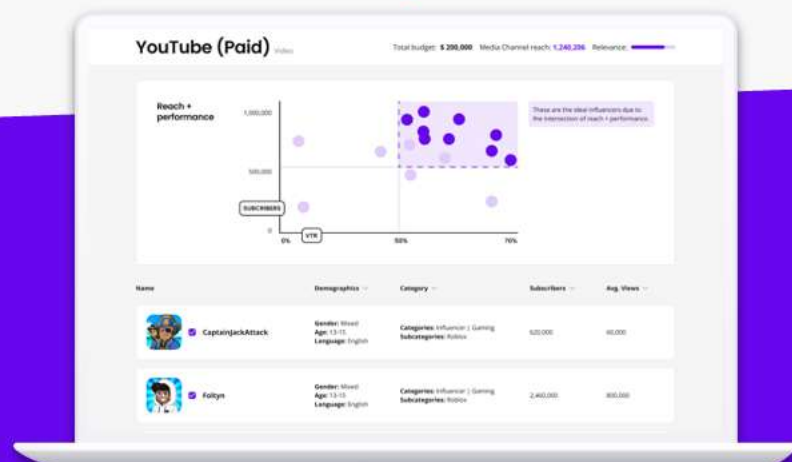 YouTube (Paid) Video
Total budget: $ 200,000 Media Channel reach: 1,240,206 Relevance:
Reach +
performance
These are the ideal influencers due to
the intersection of reach + performance.
1,000,000
500,000
SUBCRIBERS
0
VTR
0% 50% 70%
Name Demographics Category Subscribers Avg. Views
CaptainJackAttack
Gender: Mixed
Age: 13-15
Language: English
Categories: Influencer | Gaming
Subcategories: Roblox
620,000
60,000
Foltyn
Gender: Mixed
Age: 13-15
Language: English
Categories: Influencer | Gaming
Subcategories: Roblox
2,460,000
800,000